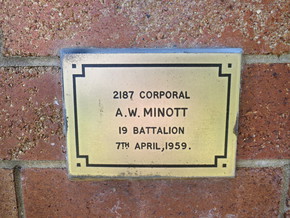 2187 CORPORAL
A.W. MINOTT
19 BATTALION
7TH APRIL, 1959.